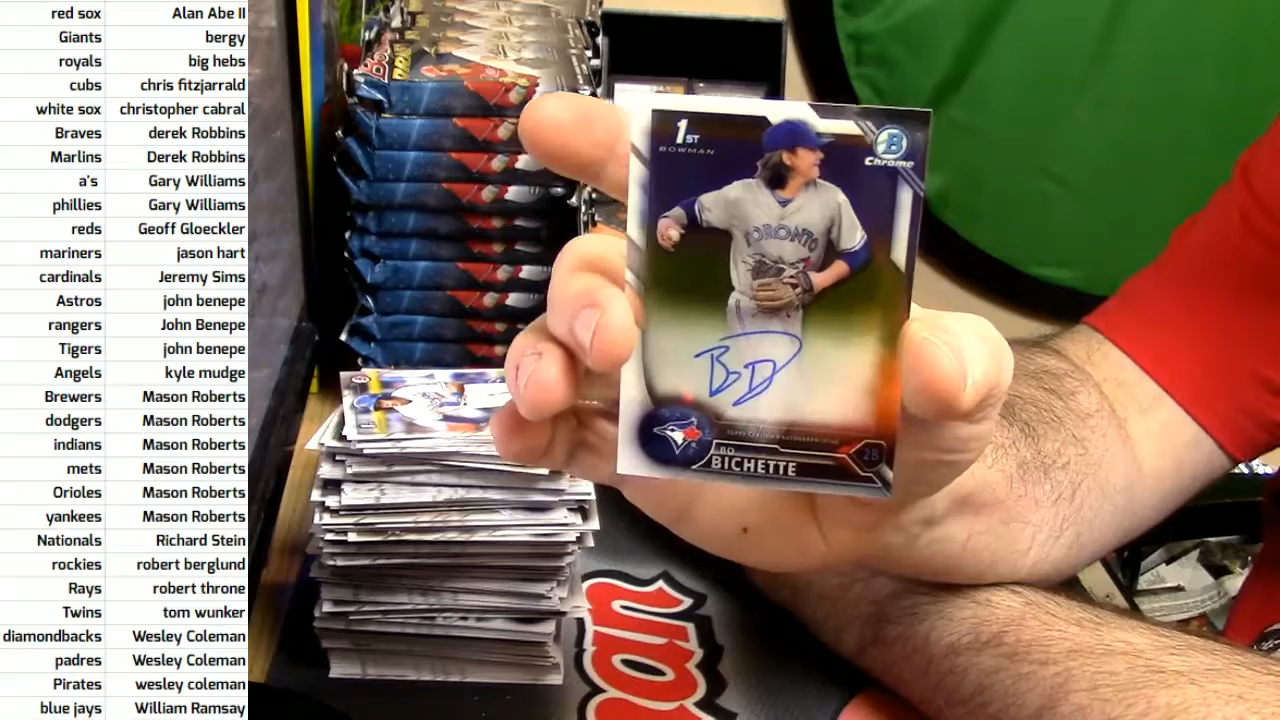 red sox Alan Abe II
Giants bergy
royals big hebs
cubs chris fitzjarrald
white sox christopher cabral
Braves derek Robbins
Marlins Derek Robbins
a's Gary Williams
phillies Gary Williams
reds Geoff Gloeckler
mariners jason hart
cardinals Jeremy Sims
Astros john benepe
rangers John Benepe
Tigers john benepe
Angels kyle mudge
Brewers Mason Roberts
dodgers Mason Roberts
indians Mason Roberts
mets Mason Roberts
Orioles Mason Roberts
yankees Mason Roberts
Nationals Richard Stein
rockies robert berglund
Rays robert throne
Twins tom wunker
diamondbacks Wesley Coleman
padres Wesley Coleman
Pirates wesley coleman
blue jays William Ramsay
1ST
BOWMAN
B
Chrome
TORONTO
BO
BICHETTE
2B